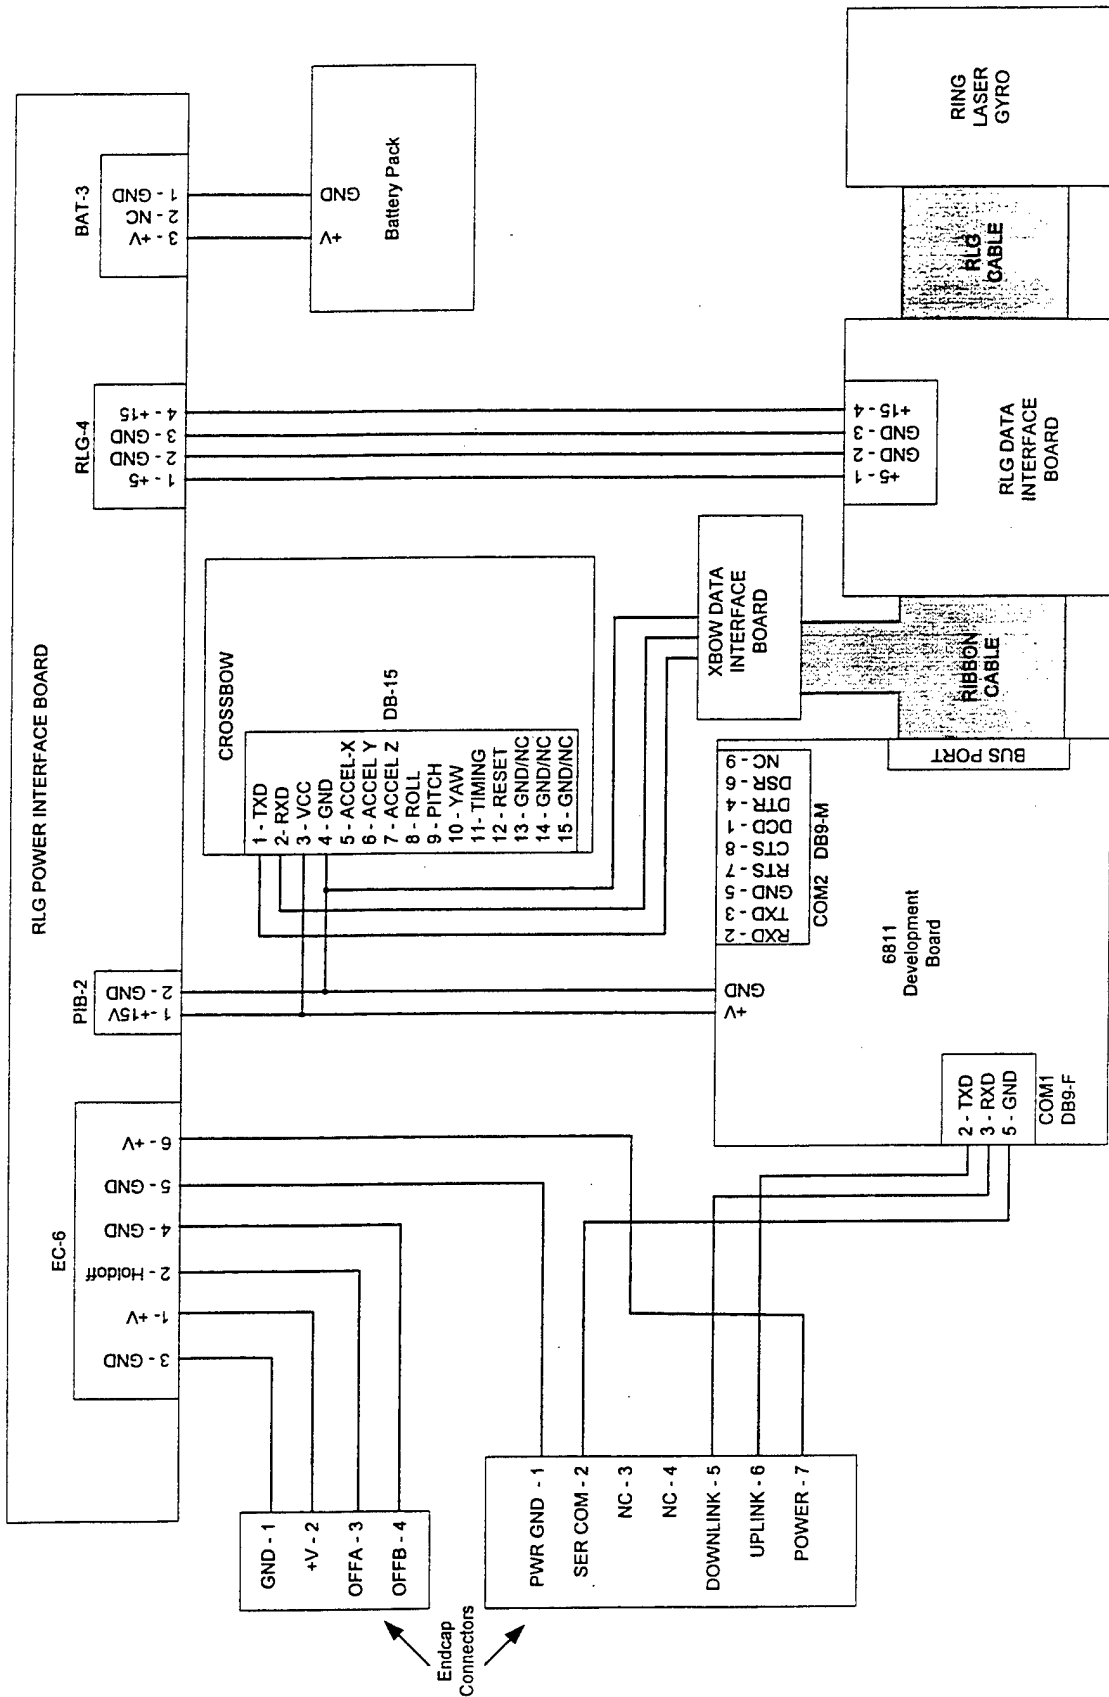 RLG POWER INTERFACE BOARD
EC-6
3 - GND
1- +V
2 - Holdoff
4 - GND
5 - GND
6 - +V
PIB-2
1 - +15V
2 - GND
RLG-4
1 - +5
2 - GND
3 - GND
4 - +15
BAT-3
3 - +V
2 - NC
1 - GND
+V
GND
Battery Pack
CROSSBOW
DB-15
1 - TXD
2- RXD
3 - VCC
4 - GND
5 - ACCEL-X
6 - ACCEL Y
7 - ACCEL Z
8 - ROLL
9 - PITCH
10 - YAW
11 - TIMING
12 - RESET
13 - GND/NC
14 - GND/NC
15 - GND/NC
GND - 1
+V - 2
OFFA - 3
OFFB - 4
Endcap
Connectors
PWR GND - 1
SER COM - 2
NC - 3
NC - 4
DOWNLINK - 5
UPLINK - 6
POWER - 7
+V
GND
RXD - 2
TXD - 3
GND - 5
RTS - 7
CTS - 8
DCD - 1
DTR - 4
DSR - 6
NC - 9
COM2 DB9-M
6811
Development
Board
2 - TXD
3 - RXD
5 - GND
COM1
DB9-F
BUS PORT
XBOW DATA
INTERFACE
BOARD
RIBBON
CABLE
+5 - 1
GND - 2
GND - 3
+15 - 4
RLG DATA
INTERFACE
BOARD
RLG
CABLE
RING
LASER
GYRO